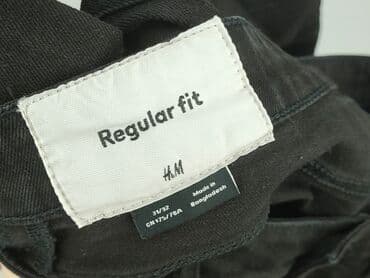 Regular fit
H&M
31/32
CN 175/78A
Made in
Bangladesh